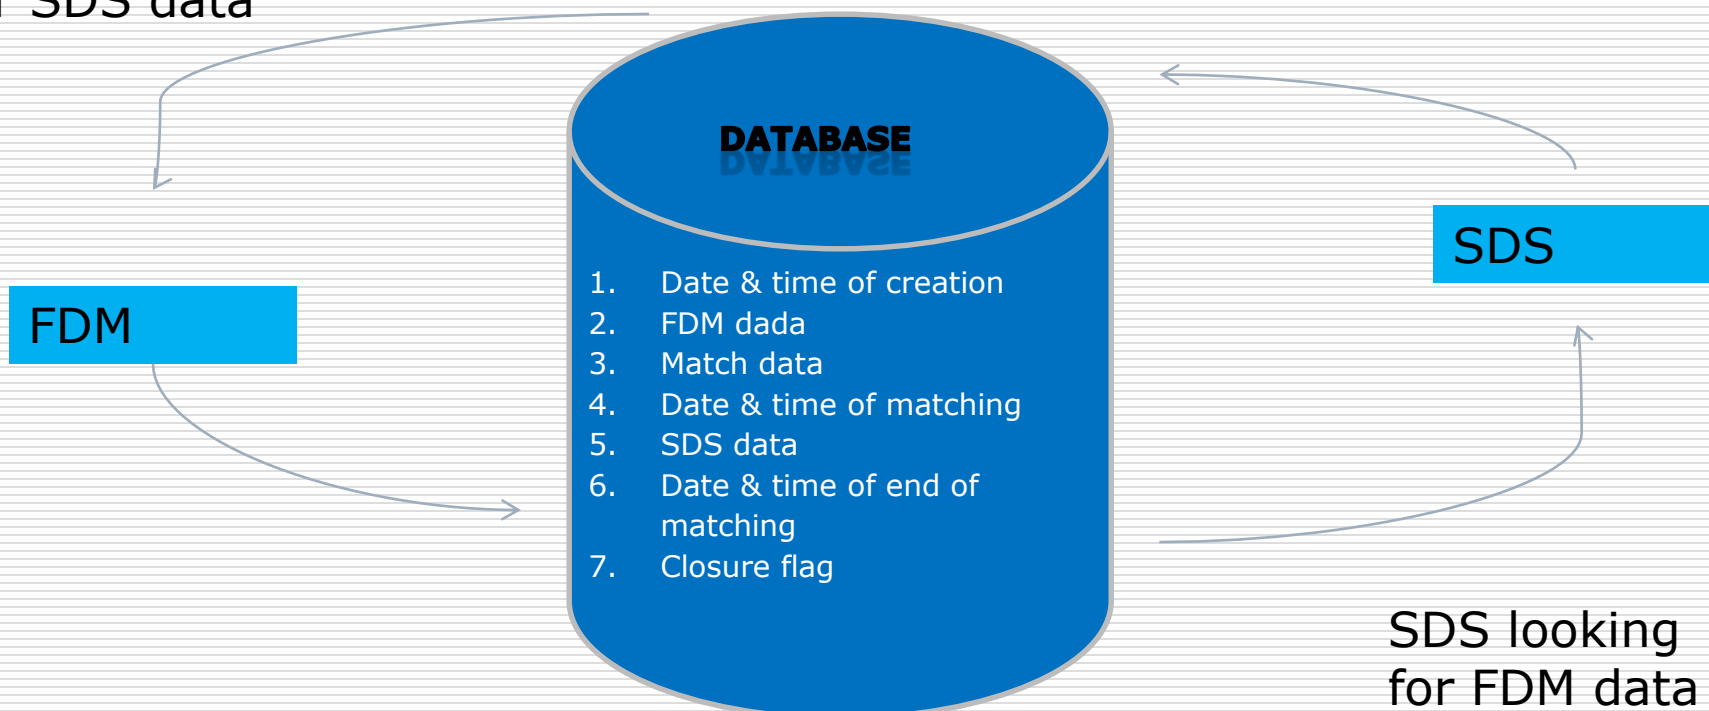 SDS data
DATABASE
SDS
FDM
1. Date & time of creation
2. FDM dada
3. Match data
4. Date & time of matching
5. SDS data
6. Date & time of end of
matching
7. Closure flag
SDS looking
for FDM data